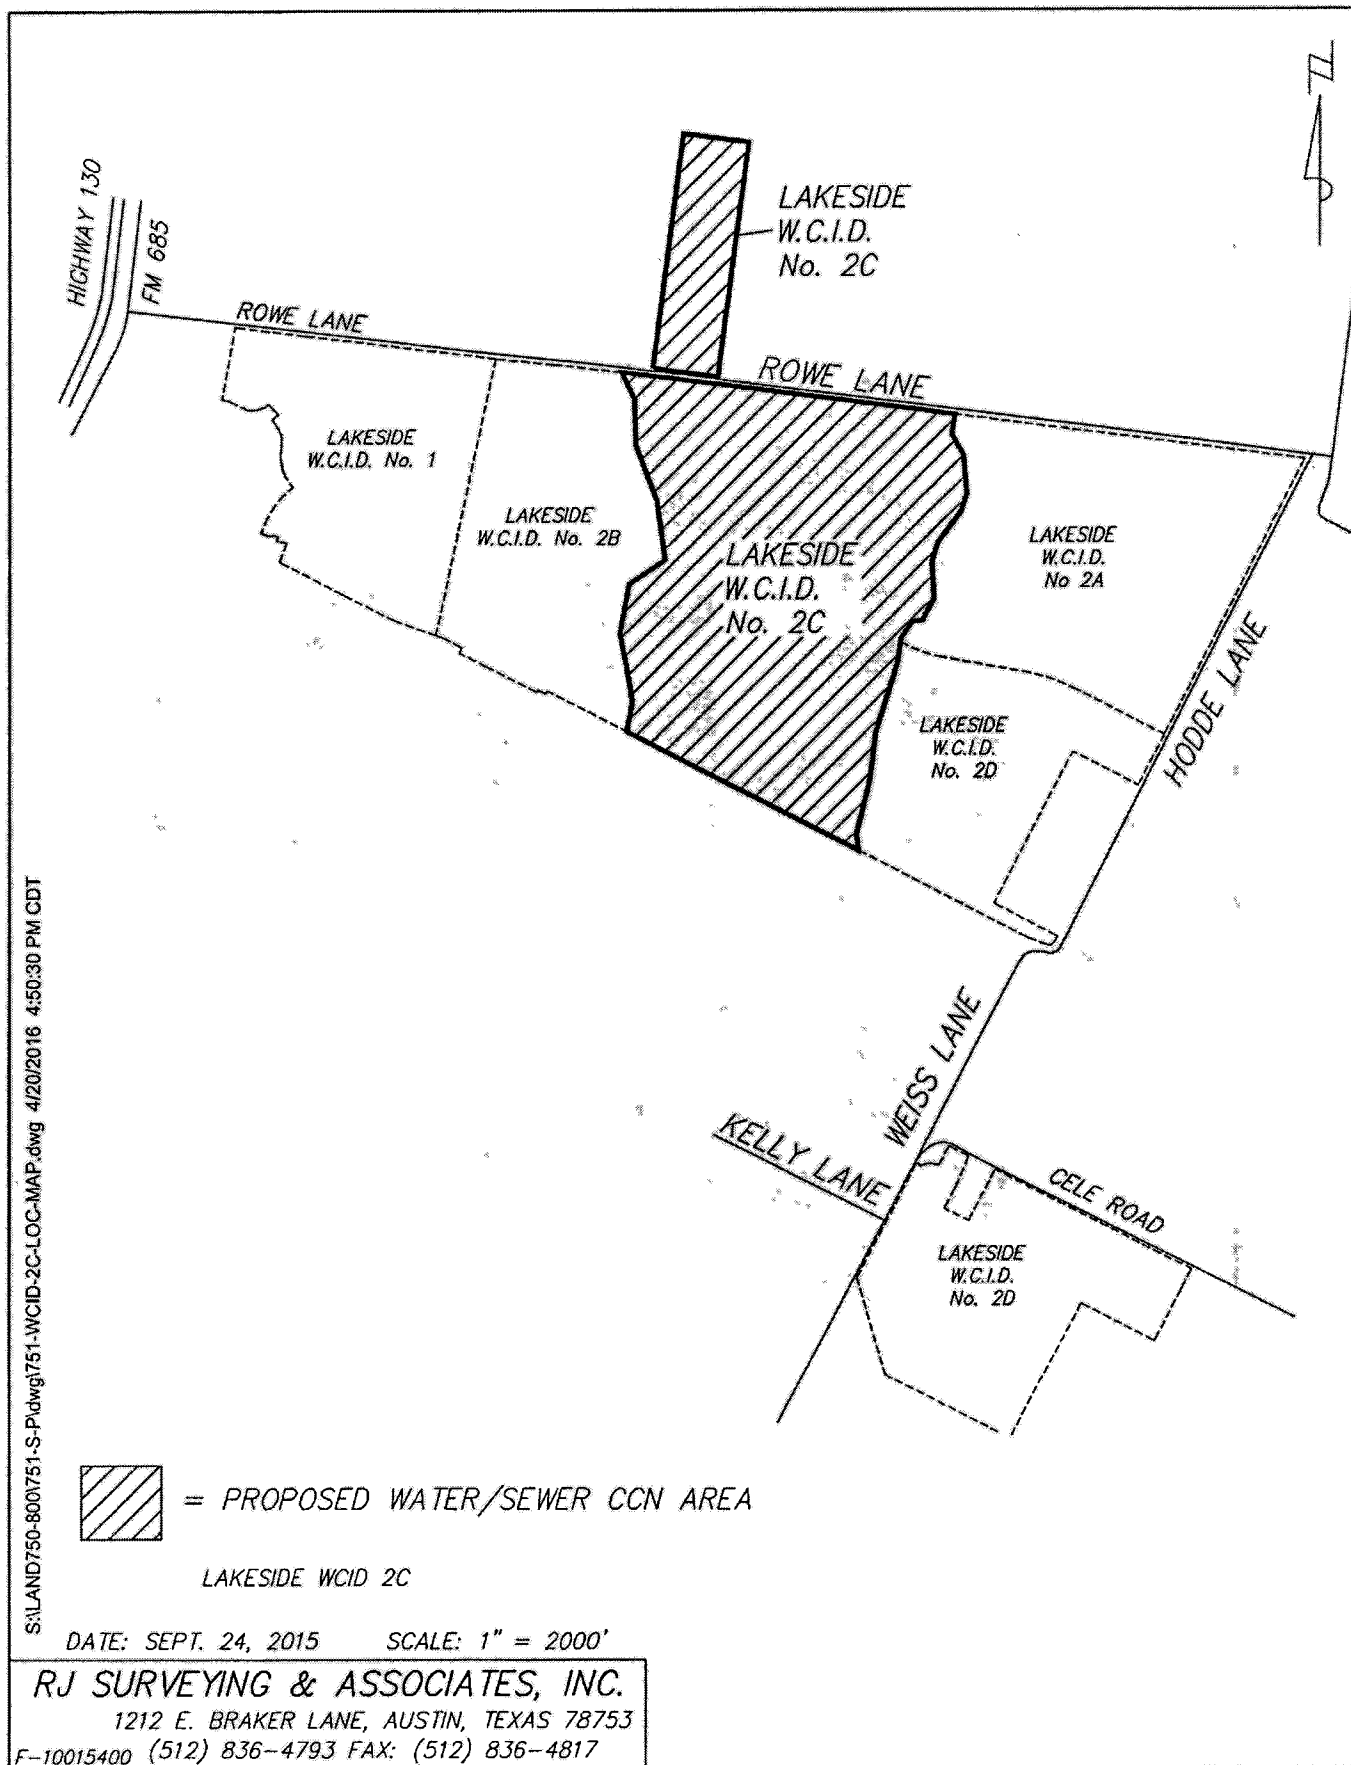 N
HIGHWAY 130
FM 685
LAKESIDE
W.C.I.D.
No. 2C
ROWE LANE
ROWE LANE
LAKESIDE
W.C.I.D. No. 1
LAKESIDE
W.C.I.D. No. 2B
LAKESIDE
W.C.I.D.
No. 2C
LAKESIDE
W.C.I.D.
No 2A
LAKESIDE
W.C.I.D.
No. 2D
HODDE LANE
WEISS LANE
KELLY LANE
CELE ROAD
LAKESIDE
W.C.I.D.
No. 2D
S:\LAND750-800\751-S-P\dwg\751-WCID-2C-LOC-MAP.dwg 4/20/2016 4:50:30 PM CDT
= PROPOSED WATER/SEWER CCN AREA
LAKESIDE WCID 2C
DATE: SEPT. 24, 2015 SCALE: 1" = 2000'
RJ SURVEYING & ASSOCIATES, INC.
1212 E. BRAKER LANE, AUSTIN, TEXAS 78753
F-10015400 (512) 836-4793 FAX: (512) 836-4817